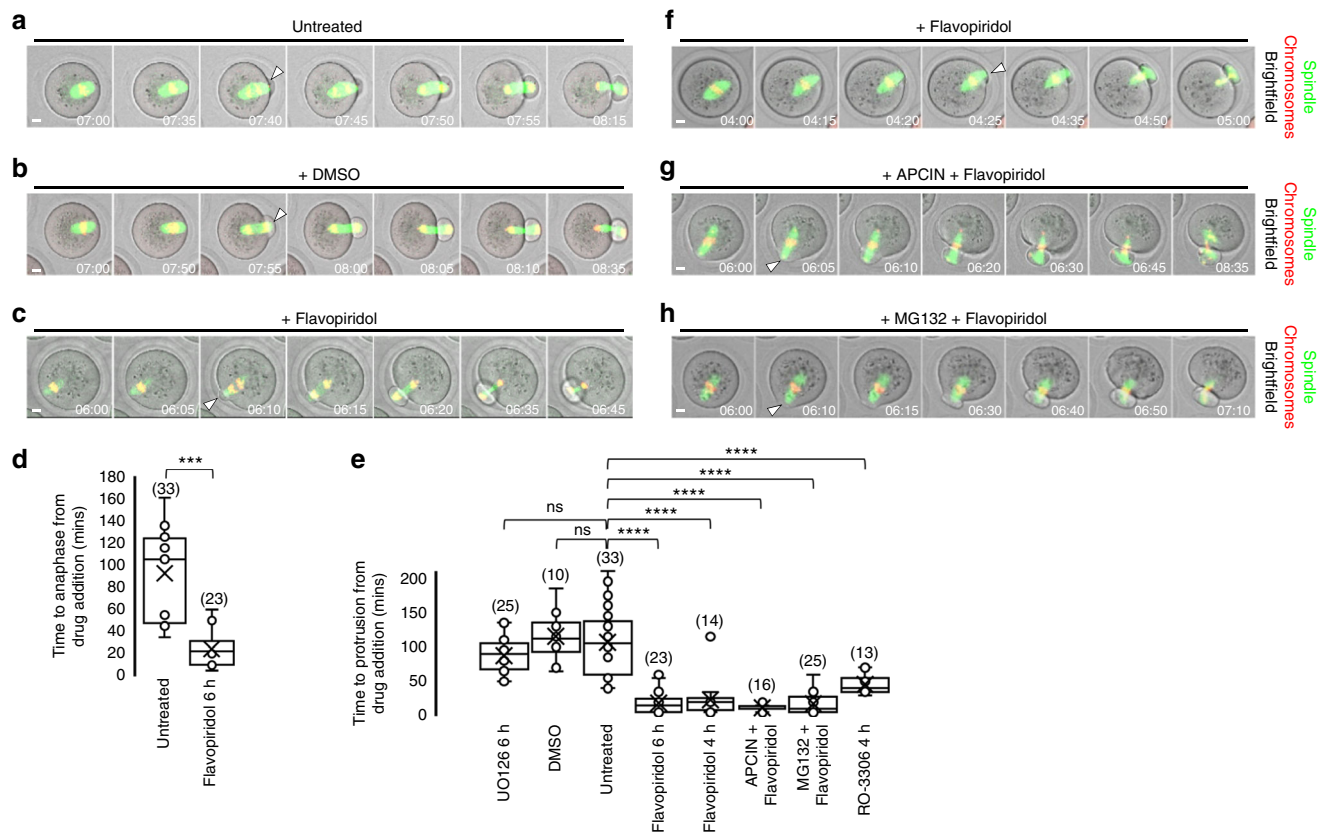 a
Untreated
07:00 07:35 07:40 07:45 07:50 07:55 08:15
b
+ DMSO
07:00 07:50 07:55 08:00 08:05 08:10 08:35
c
+ Flavopiridol
06:00 06:05 06:10 06:15 06:20 06:35 06:45
f
+ Flavopiridol
04:00 04:15 04:20 04:25 04:35 04:50 05:00
Spindle
Chromosomes
Brightfield
g
+ APCIN + Flavopiridol
06:00 06:05 06:10 06:20 06:30 06:45 08:35
Spindle
Chromosomes
Brightfield
h
+ MG132 + Flavopiridol
06:00 06:10 06:15 06:30 06:40 06:50 07:10
Spindle
Chromosomes
Brightfield
d
Time to anaphase from
drug addition (mins)
180
160
140
120
100
80
60
40
20
0
***
(33)
(23)
Untreated
Flavopiridol 6 h
e
Time to protrusion from
drug addition (mins)
200
150
100
50
0
****
****
****
ns
****
ns
****
(25)
(10)
(33)
(23)
(14)
(16)
(25)
(13)
UO126 6 h
DMSO
Untreated
Flavopiridol 6 h
Flavopiridol 4 h
APCIN +
Flavopiridol
MG132 +
Flavopiridol
RO-3306 4 h